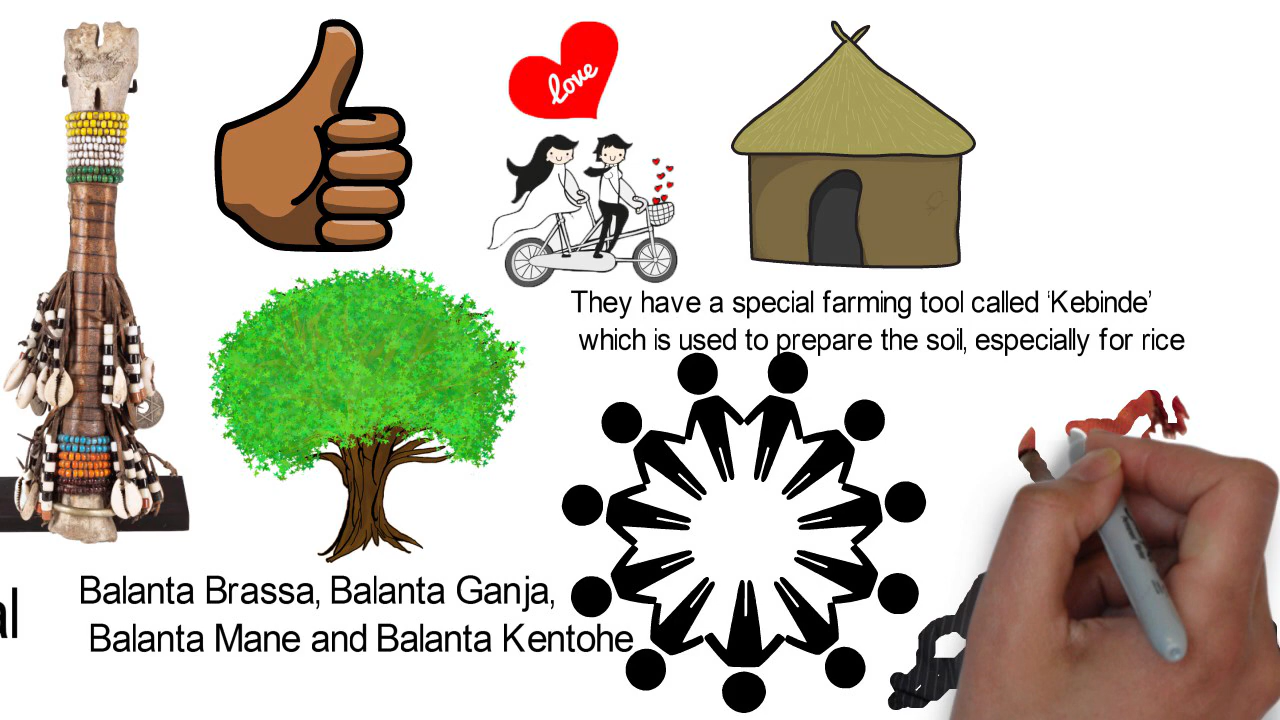 love
They have a special farming tool called ‘Kebinde’
which is used to prepare the soil, especially for rice
Balanta Brassa, Balanta Ganja,
Balanta Mane and Balanta Kentohe